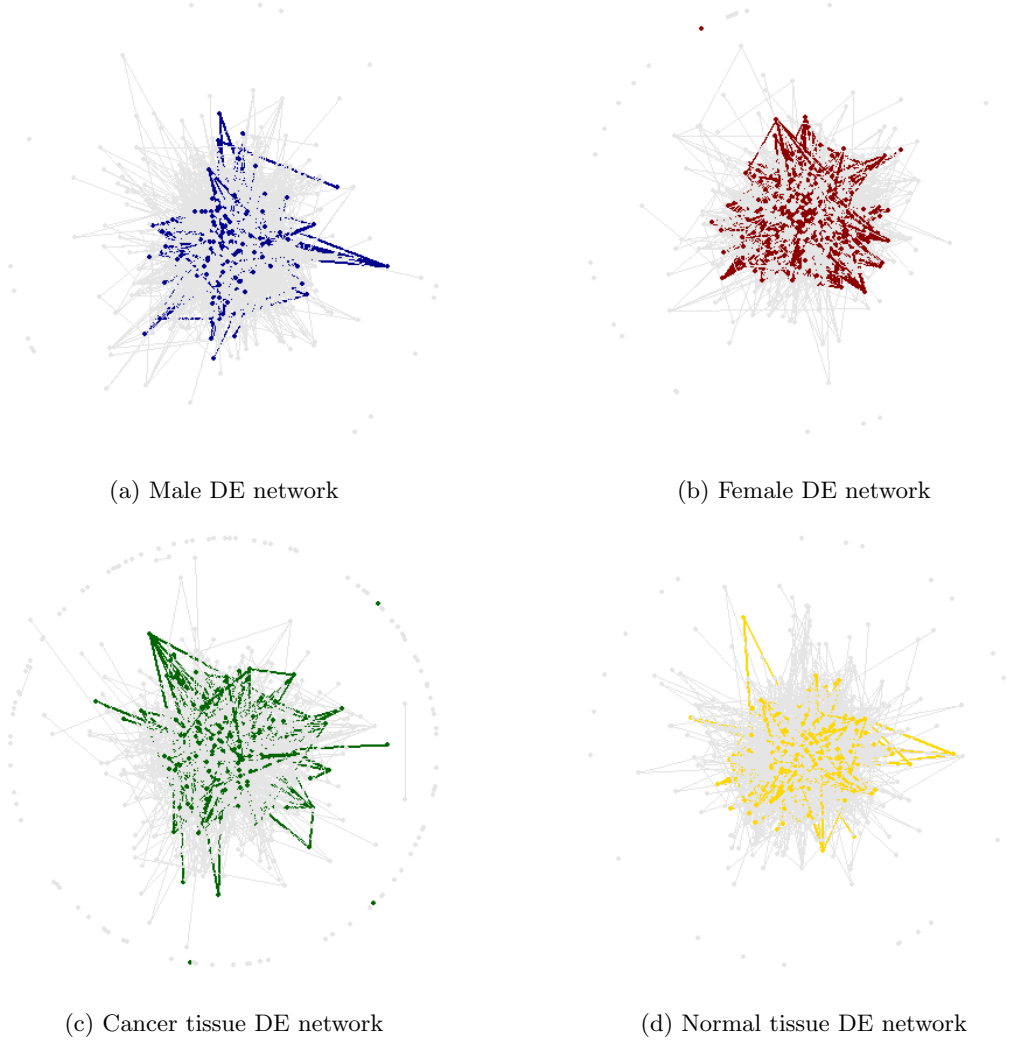 (a) Male DE network
(b) Female DE network
(c) Cancer tissue DE network
(d) Normal tissue DE network